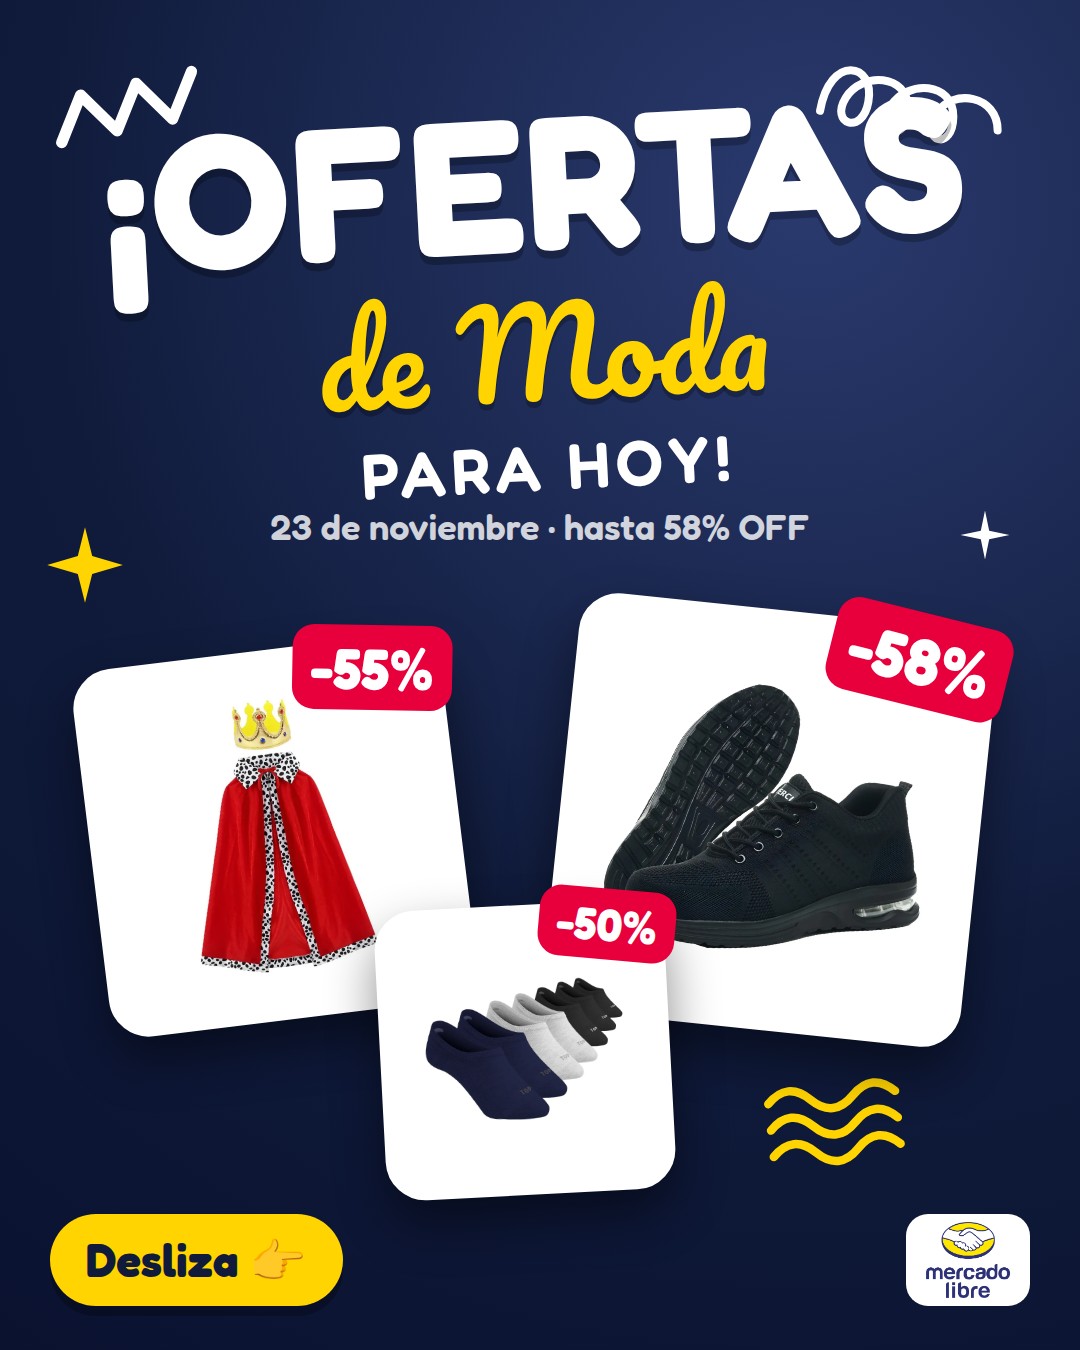 ¡OFERTAS
de Moda
PARA HOY!
23 de noviembre · hasta 58% OFF
-55%
-58%
-50%
Desliza 👉
mercado
libre